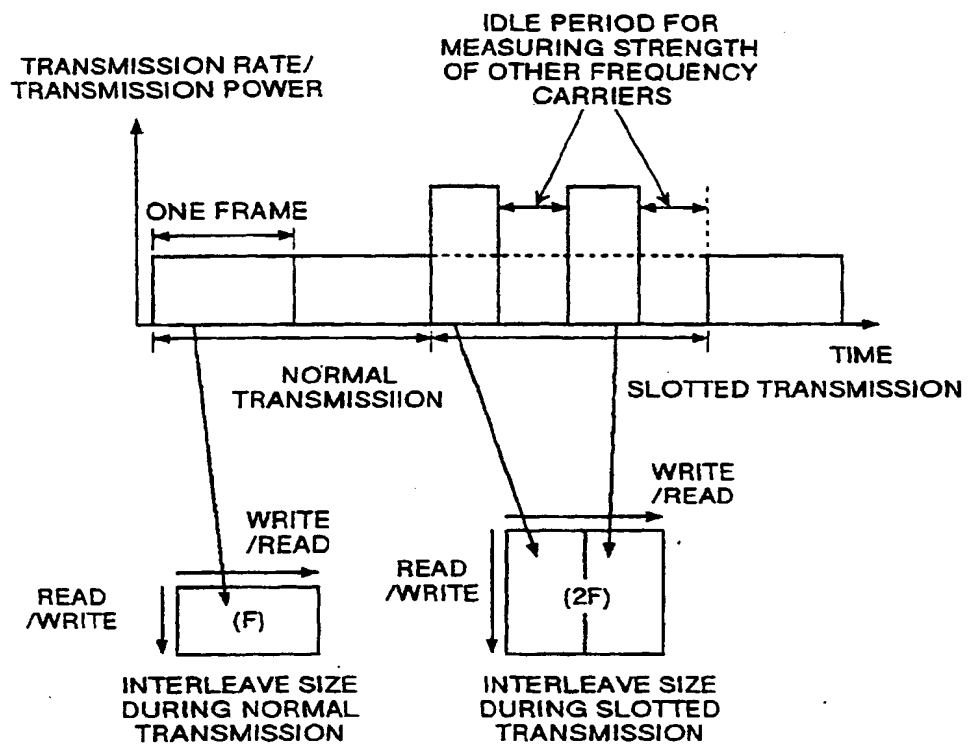 IDLE PERIOD FOR
MEASURING STRENGTH
OF OTHER FREQUENCY
CARRIERS
TRANSMISSION RATE/
TRANSMISSION POWER
ONE FRAME
TIME
NORMAL
TRANSMISSIION
SLOTTED TRANSMISSION
WRITE
/READ
READ
/WRITE
(F)
INTERLEAVE SIZE
DURING NORMAL
TRANSMISSION
WRITE
/READ
READ
/WRITE
(2F)
INTERLEAVE SIZE
DURING SLOTTED
TRANSMISSION